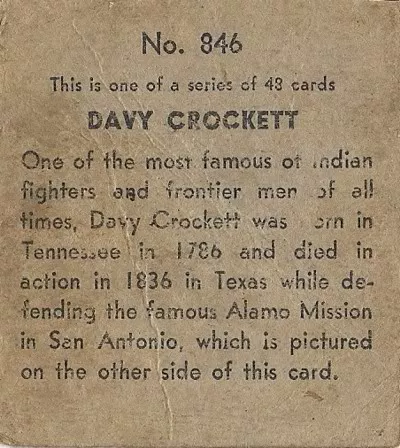 No. 846
This is one of a series of 48 cards
DAVY CROCKETT
One of the most famous of Indian
fighters and frontier men of all
times, Davy Crockett was born in
Tennessee in 1786 and died in
action in 1836 in Texas while de-
fending the famous Alamo Mission
in San Antonio, which is pictured
on the other side of this card.